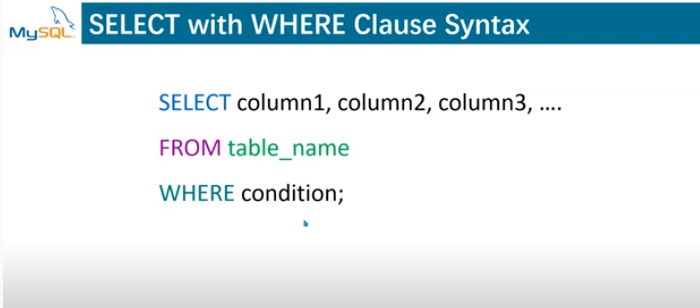 MySQL
SELECT with WHERE Clause Syntax
SELECT column1, column2, column3, ....
FROM table_name
WHERE condition;